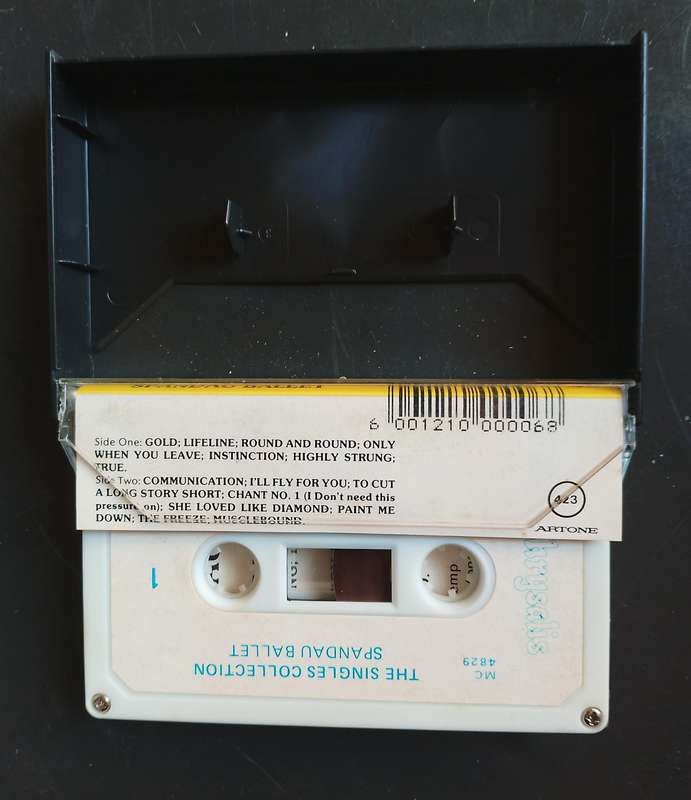 SPANDAU BALLET
6 001210 000068
Side One: GOLD; LIFELINE; ROUND AND ROUND; ONLY
WHEN YOU LEAVE; INSTINCTION; HIGHLY STRUNG;
TRUE.
Side Two: COMMUNICATION; I'LL FLY FOR YOU; TO CUT
A LONG STORY SHORT; CHANT NO. 1 (I Don't need this
pressure on); SHE LOVED LIKE DIAMOND; PAINT ME
DOWN; THE FREEZE; MUSCLEBOUND.
423
ARTONE
Chrysalis
1
MC
4829
THE SINGLES COLLECTION
SPANDAU BALLET